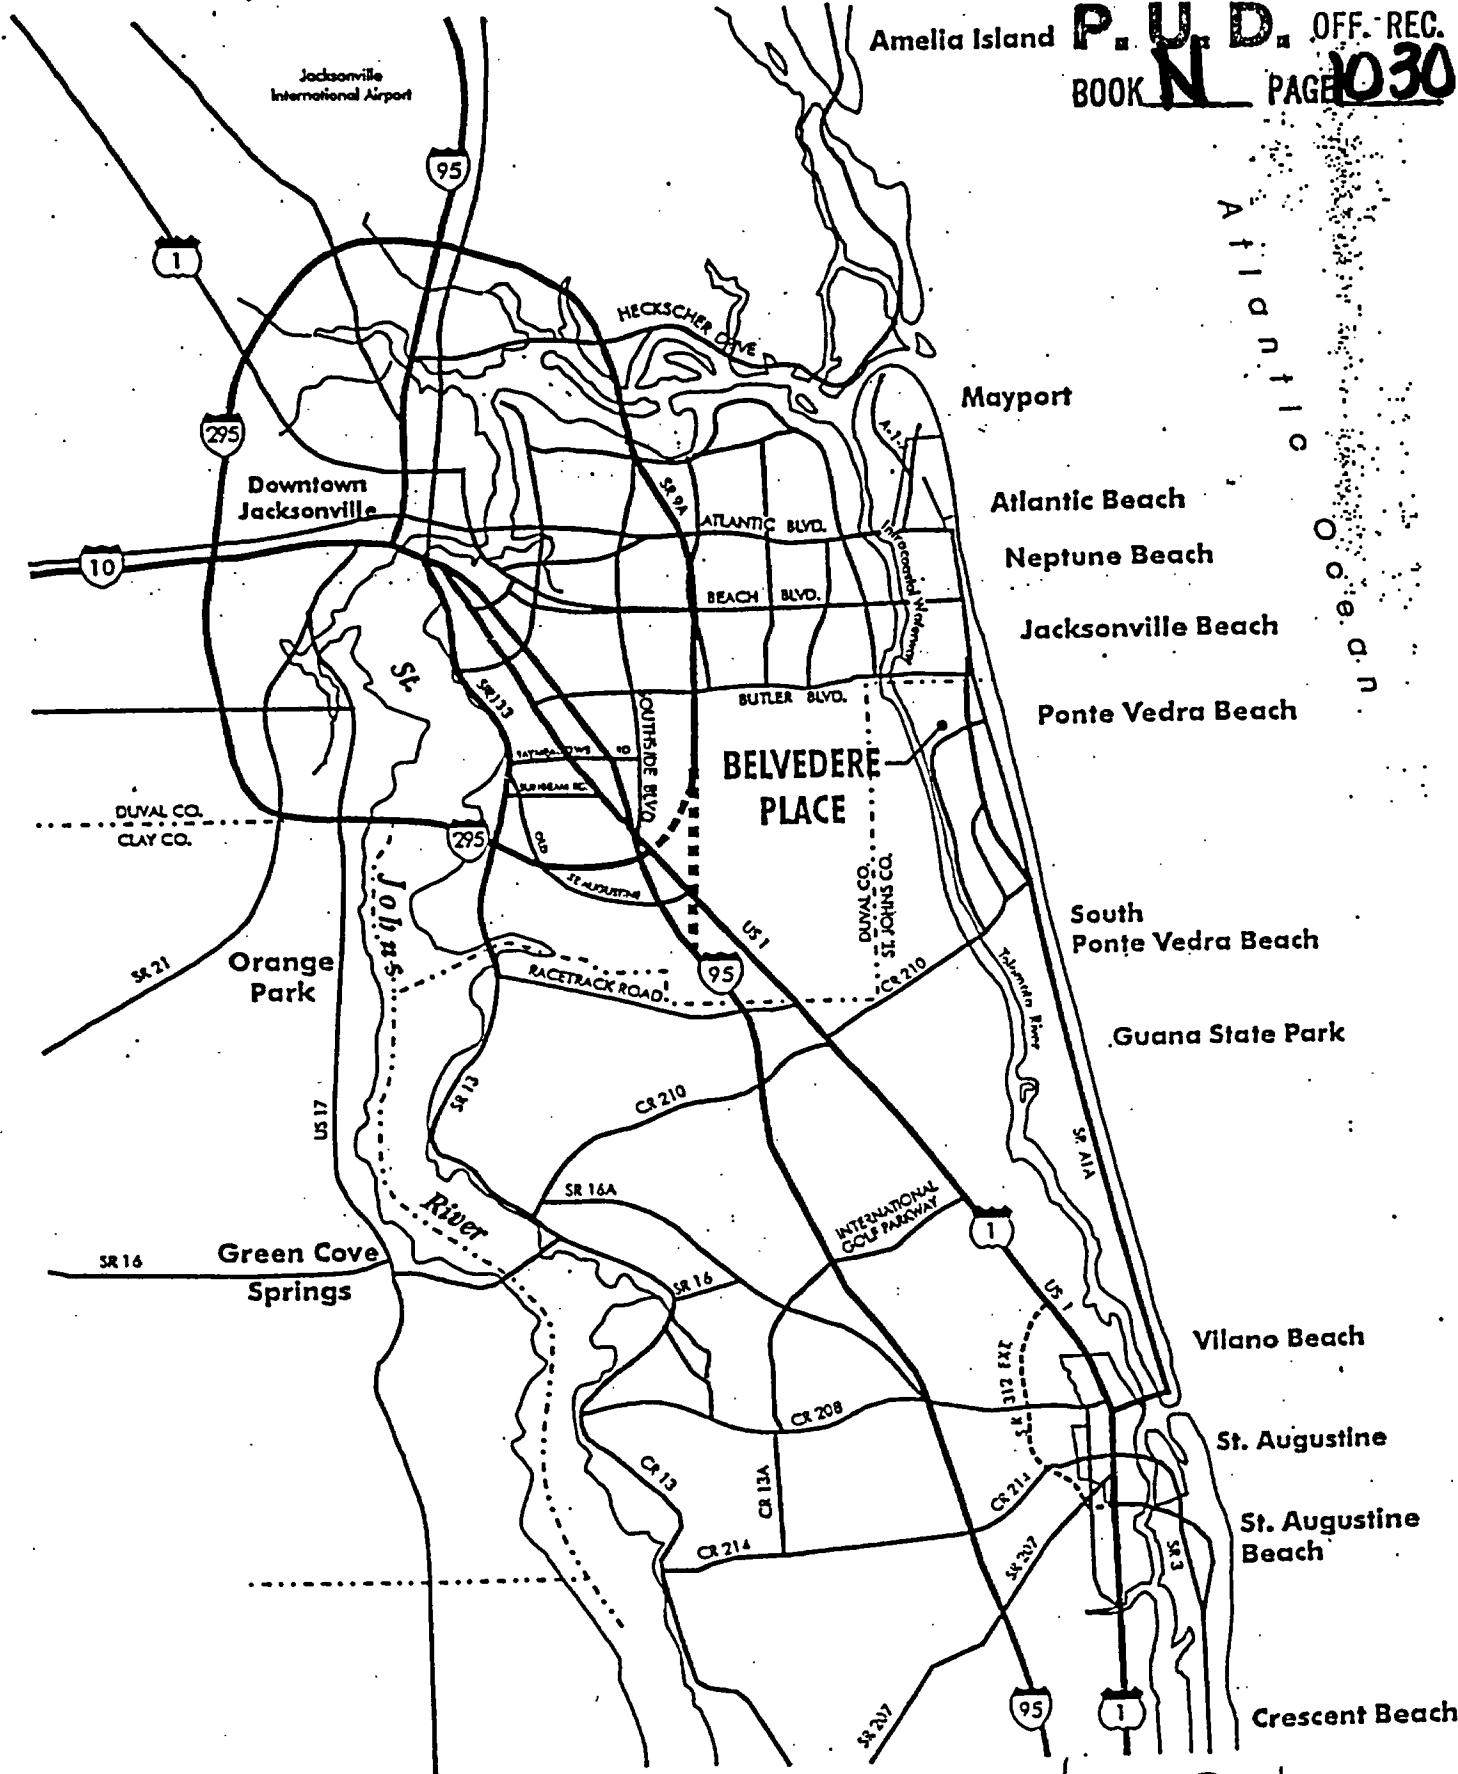 Amelia Island
P. U. D. OFF. REC.
BOOK N PAGE 1030
Jacksonville
International Airport
95
1
Atlantic Ocean
HECKSCHER DRIVE
Mayport
A-1-A
295
Downtown
Jacksonville
SR 9A
ATLANTIC BLVD.
Atlantic Beach
Intracoastal Waterway
Neptune Beach
10
BEACH BLVD.
Jacksonville Beach
St. Johns River
SR 133
BUTLER BLVD.
SOUTHSIDE BLVD.
Ponte Vedra Beach
BELVEDERE
PLACE
SUNBEAM RD.
DUVAL CO.
CLAY CO.
295
OLD
ST. AUGUSTINE
DUVAL CO.
ST. JOHNS CO.
South
Ponte Vedra Beach
US 1
SR 21
Orange
Park
RACETRACK ROAD
95
CR 210
Tolomato River
Guana State Park
US 17
SR 13
CR 210
SR A1A
SR 16A
INTERNATIONAL
GOLF PARKWAY
1
SR 16
Green Cove
Springs
SR 16
US 1
Vilano Beach
S.R. 312 EXT.
CR 208
St. Augustine
CR 13
CR 13A
CR 214
St. Augustine
Beach
CR 214
SR 207
SR 3
SR 207
95
1
Crescent Beach